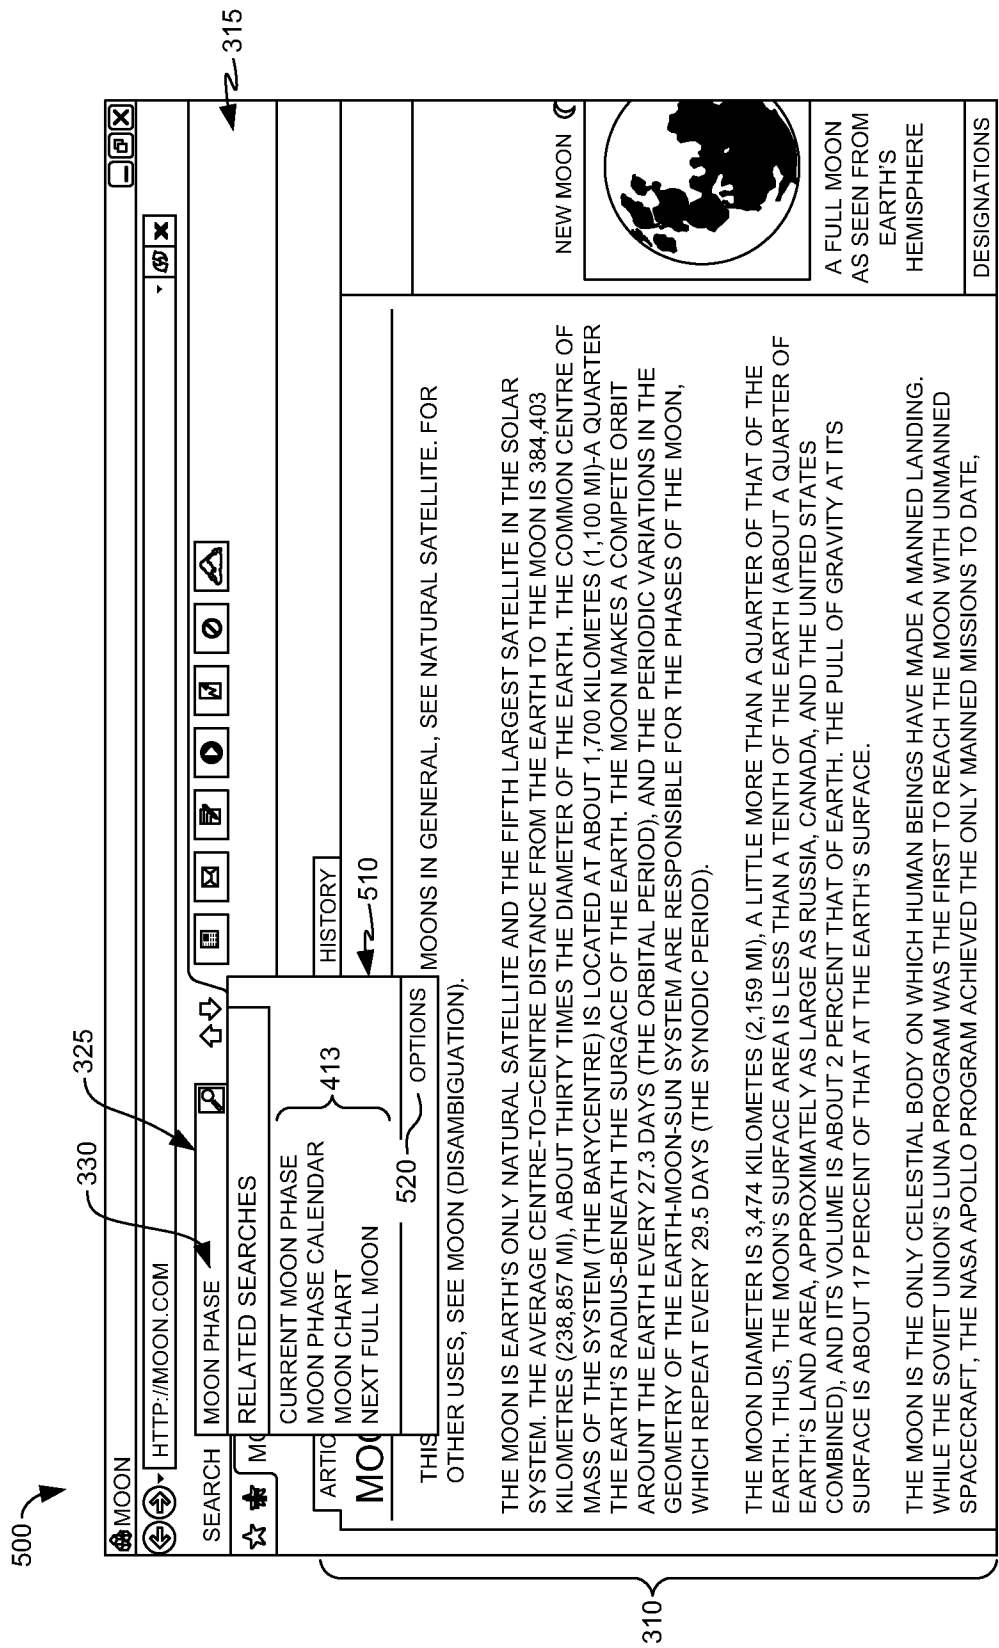 500
MOON
HTTP://MOON.COM
330
325
315
SEARCH MOON PHASE
RELATED SEARCHES
CURRENT MOON PHASE
MOON PHASE CALENDAR
MOON CHART
NEXT FULL MOON
413
520
OPTIONS
510
MO
ARTIC
HISTORY
MOO
THIS
MOONS IN GENERAL, SEE NATURAL SATELLITE. FOR
OTHER USES, SEE MOON (DISAMBIGUATION).
THE MOON IS EARTH'S ONLY NATURAL SATELLITE AND THE FIFTH LARGEST SATELLITE IN THE SOLAR
SYSTEM. THE AVERAGE CENTRE-TO=CENTRE DISTANCE FROM THE EARTH TO THE MOON IS 384,403
KILOMETRES (238,857 MI), ABOUT THIRTY TIMES THE DIAMETER OF THE EARTH. THE COMMON CENTRE OF
MASS OF THE SYSTEM (THE BARYCENTRE) IS LOCATED AT ABOUT 1,700 KILOMETES (1,100 MI)-A QUARTER
THE EARTH'S RADIUS-BENEATH THE SURGACE OF THE EARTH. THE MOON MAKES A COMPETE ORBIT
AROUNT THE EARTH EVERY 27.3 DAYS (THE ORBITAL PERIOD), AND THE PERIODIC VARIATIONS IN THE
GEOMETRY OF THE EARTH-MOON-SUN SYSTEM ARE RESPONSIBLE FOR THE PHASES OF THE MOON,
WHICH REPEAT EVERY 29.5 DAYS (THE SYNODIC PERIOD).
THE MOON DIAMETER IS 3,474 KILOMETES (2,159 MI), A LITTLE MORE THAN A QUARTER OF THAT OF THE
EARTH. THUS, THE MOON'S SURFACE AREA IS LESS THAN A TENTH OF THE EARTH (ABOUT A QUARTER OF
EARTH'S LAND AREA, APPROXIMATELY AS LARGE AS RUSSIA, CANADA, AND THE UNITED STATES
COMBINED), AND ITS VOLUME IS ABOUT 2 PERCENT THAT OF EARTH. THE PULL OF GRAVITY AT ITS
SURFACE IS ABOUT 17 PERCENT OF THAT AT THE EARTH'S SURFACE.
THE MOON IS THE ONLY CELESTIAL BODY ON WHICH HUMAN BEINGS HAVE MADE A MANNED LANDING.
WHILE THE SOVIET UNION'S LUNA PROGRAM WAS THE FIRST TO REACH THE MOON WITH UNMANNED
SPACECRAFT, THE NASA APOLLO PROGRAM ACHIEVED THE ONLY MANNED MISSIONS TO DATE,
NEW MOON
A FULL MOON
AS SEEN FROM
EARTH'S
HEMISPHERE
DESIGNATIONS
310